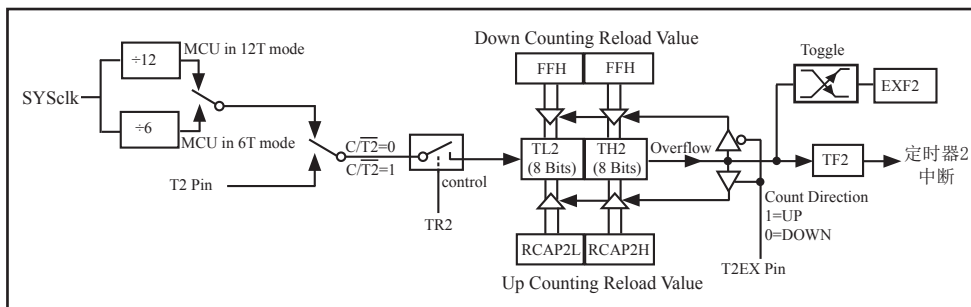 Down Counting Reload Value
Toggle
MCU in 12T mode
÷12
FFH
FFH
EXF2
SYSclk
÷6
MCU in 6T mode
C/T2=0
C/T2=1
TL2
(8 Bits)
TH2
(8 Bits)
Overflow
TF2
定时器2
中断
T2 Pin
control
Count Direction
1=UP
0=DOWN
TR2
RCAP2L
RCAP2H
T2EX Pin
Up Counting Reload Value